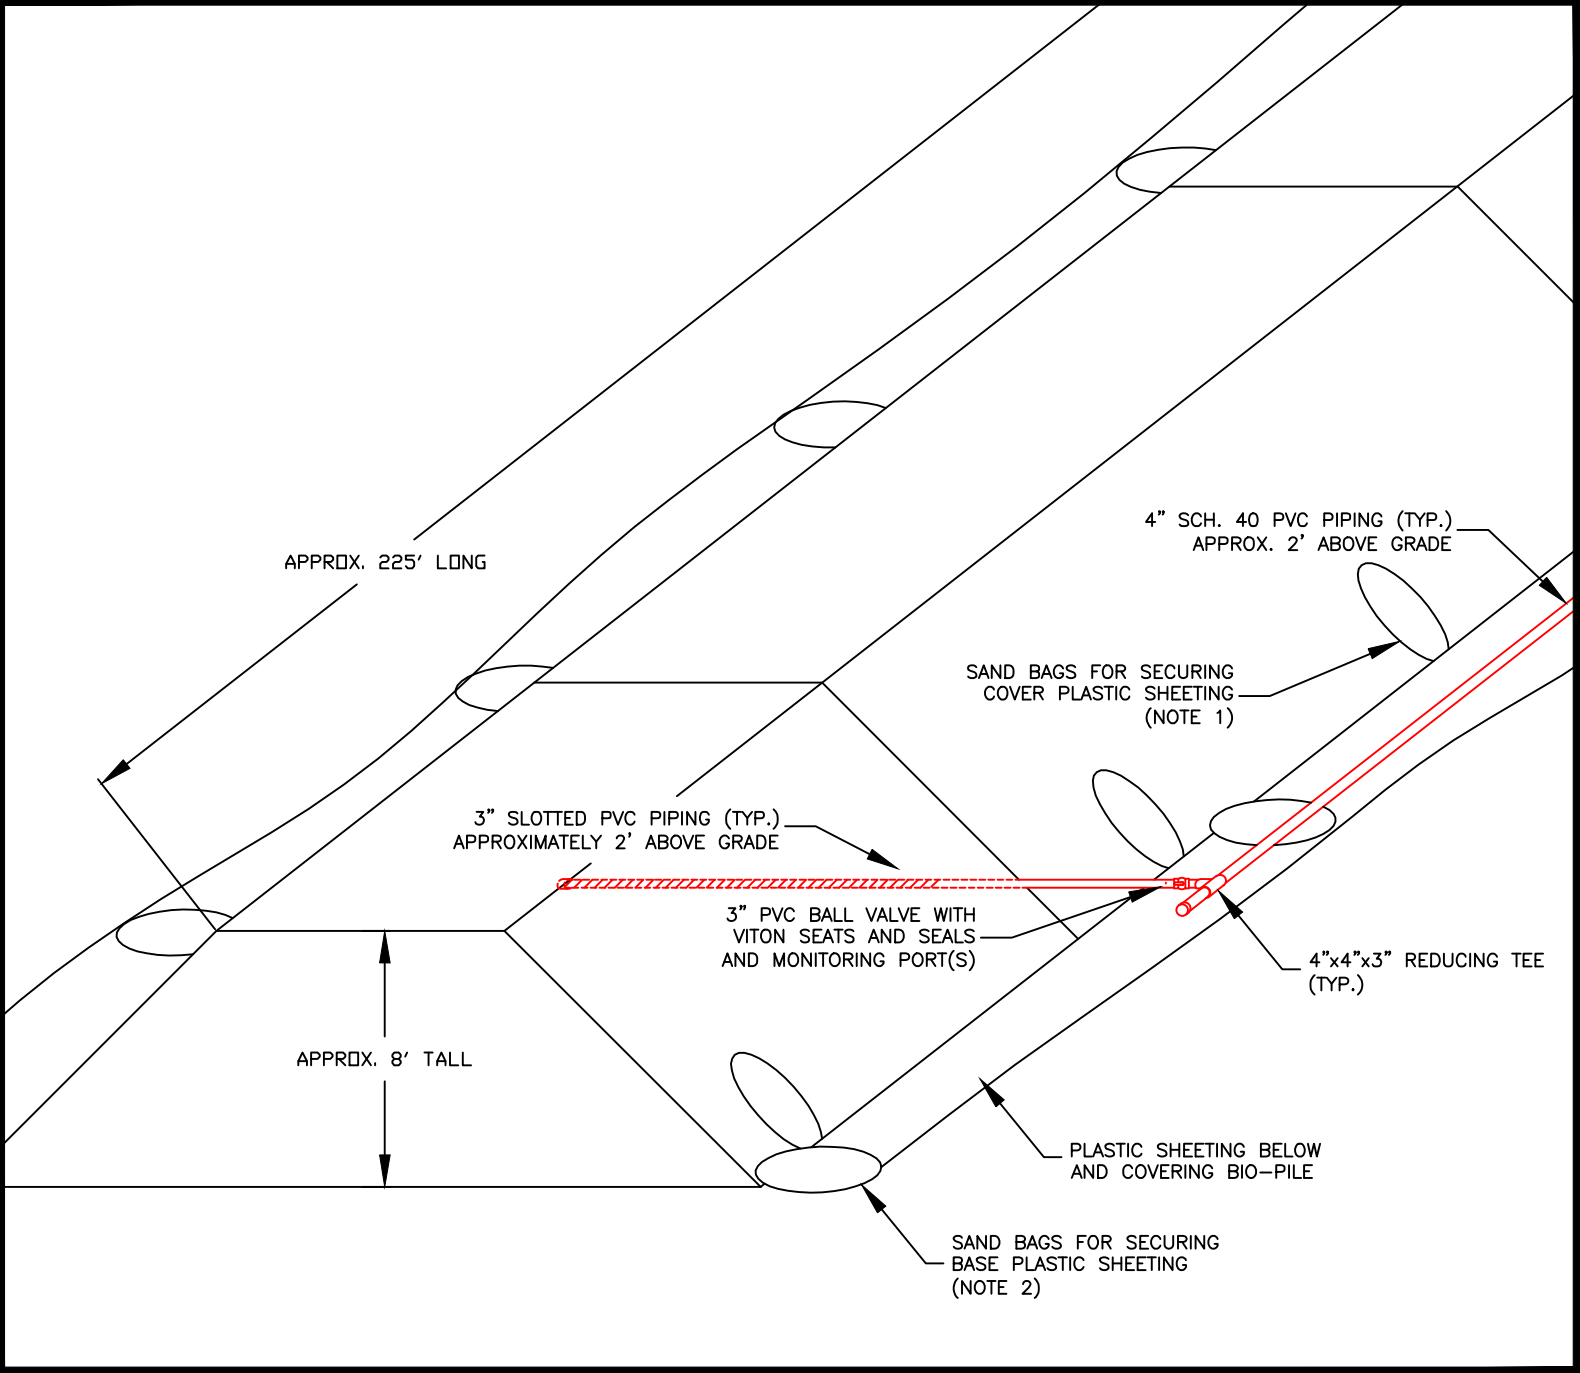 4" SCH. 40 PVC PIPING (TYP.)
APPROX. 2' ABOVE GRADE
APPROX. 225' LONG
SAND BAGS FOR SECURING
COVER PLASTIC SHEETING
(NOTE 1)
3" SLOTTED PVC PIPING (TYP.)
APPROXIMATELY 2' ABOVE GRADE
3" PVC BALL VALVE WITH
VITON SEATS AND SEALS
AND MONITORING PORT(S)
4"x4"x3" REDUCING TEE
(TYP.)
APPROX. 8' TALL
PLASTIC SHEETING BELOW
AND COVERING BIO-PILE
SAND BAGS FOR SECURING
BASE PLASTIC SHEETING
(NOTE 2)